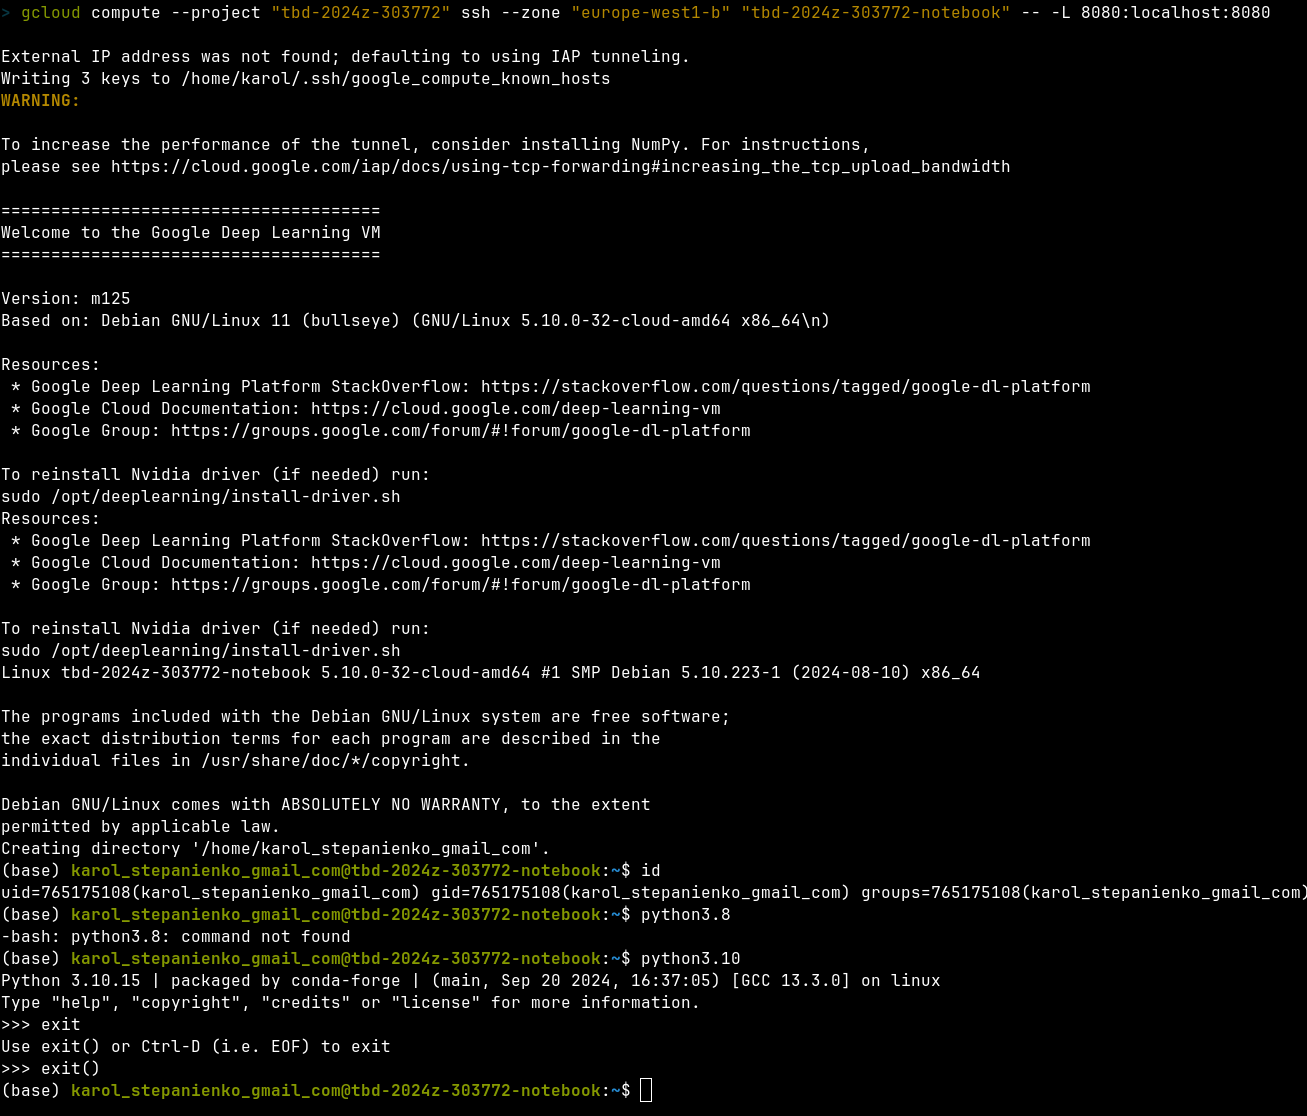 > gcloud compute --project "tbd-2024z-303772" ssh --zone "europe-west1-b" "tbd-2024z-303772-notebook" -- -L 8080:localhost:8080
External IP address was not found; defaulting to using IAP tunneling.
Writing 3 keys to /home/karol/.ssh/google_compute_known_hosts
WARNING:
To increase the performance of the tunnel, consider installing NumPy. For instructions,
please see https://cloud.google.com/iap/docs/using-tcp-forwarding#increasing_the_tcp_upload_bandwidth
======================================
Welcome to the Google Deep Learning VM
======================================
Version: m125
Based on: Debian GNU/Linux 11 (bullseye) (GNU/Linux 5.10.0-32-cloud-amd64 x86_64\n)
Resources:
 * Google Deep Learning Platform StackOverflow: https://stackoverflow.com/questions/tagged/google-dl-platform
 * Google Cloud Documentation: https://cloud.google.com/deep-learning-vm
 * Google Group: https://groups.google.com/forum/#!forum/google-dl-platform
To reinstall Nvidia driver (if needed) run:
sudo /opt/deeplearning/install-driver.sh
Resources:
 * Google Deep Learning Platform StackOverflow: https://stackoverflow.com/questions/tagged/google-dl-platform
 * Google Cloud Documentation: https://cloud.google.com/deep-learning-vm
 * Google Group: https://groups.google.com/forum/#!forum/google-dl-platform
To reinstall Nvidia driver (if needed) run:
sudo /opt/deeplearning/install-driver.sh
Linux tbd-2024z-303772-notebook 5.10.0-32-cloud-amd64 #1 SMP Debian 5.10.223-1 (2024-08-10) x86_64
The programs included with the Debian GNU/Linux system are free software;
the exact distribution terms for each program are described in the
individual files in /usr/share/doc/*/copyright.
Debian GNU/Linux comes with ABSOLUTELY NO WARRANTY, to the extent
permitted by applicable law.
Creating directory '/home/karol_stepanienko_gmail_com'.
(base) karol_stepanienko_gmail_com@tbd-2024z-303772-notebook:~$ id
uid=765175108(karol_stepanienko_gmail_com) gid=765175108(karol_stepanienko_gmail_com) groups=765175108(karol_stepanienko_gmail_com)
(base) karol_stepanienko_gmail_com@tbd-2024z-303772-notebook:~$ python3.8
-bash: python3.8: command not found
(base) karol_stepanienko_gmail_com@tbd-2024z-303772-notebook:~$ python3.10
Python 3.10.15 | packaged by conda-forge | (main, Sep 20 2024, 16:37:05) [GCC 13.3.0] on linux
Type "help", "copyright", "credits" or "license" for more information.
>>> exit
Use exit() or Ctrl-D (i.e. EOF) to exit
>>> exit()
(base) karol_stepanienko_gmail_com@tbd-2024z-303772-notebook:~$